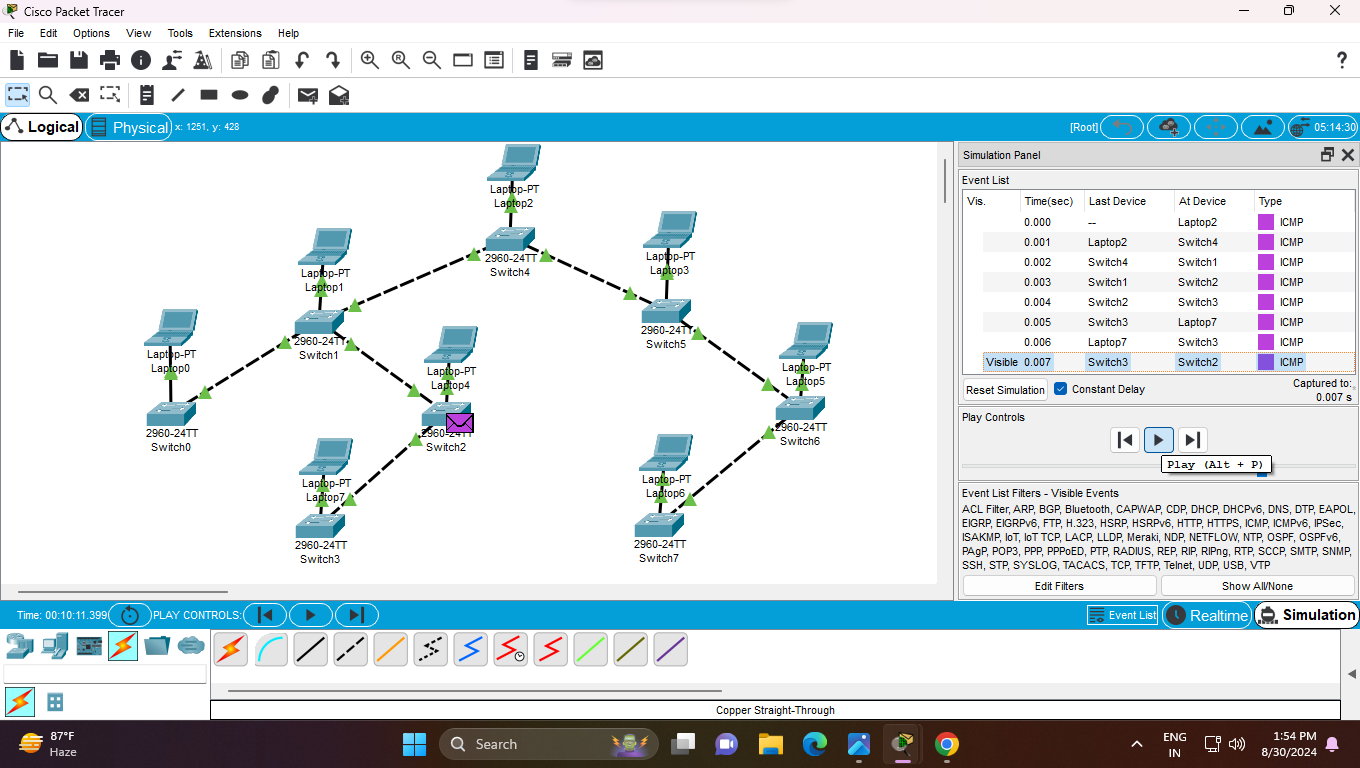 Cisco Packet Tracer
File Edit Options View Tools Extensions Help
Logical Physical x: 1251, y: 428 [Root] 05:14:30
Laptop-PT
Laptop2
2960-24TT
Switch4
Laptop-PT
Laptop1
2960-24TT
Switch1
Laptop-PT
Laptop3
2960-24TT
Switch5
Laptop-PT
Laptop0
2960-24TT
Switch0
Laptop-PT
Laptop4
2960-24TT
Switch2
Laptop-PT
Laptop5
2960-24TT
Switch6
Laptop-PT
Laptop7
2960-24TT
Switch3
Laptop-PT
Laptop6
2960-24TT
Switch7
Simulation Panel
Event List
Vis. Time(sec) Last Device At Device Type
0.000 -- Laptop2 ICMP
0.001 Laptop2 Switch4 ICMP
0.002 Switch4 Switch1 ICMP
0.003 Switch1 Switch2 ICMP
0.004 Switch2 Switch3 ICMP
0.005 Switch3 Laptop7 ICMP
0.006 Laptop7 Switch3 ICMP
Visible 0.007 Switch3 Switch2 ICMP
Reset Simulation Constant Delay Captured to:
0.007 s
Play Controls
Play (Alt + P)
Event List Filters - Visible Events
ACL Filter, ARP, BGP, Bluetooth, CAPWAP, CDP, DHCP, DHCPv6, DNS, DTP, EAPOL,
EIGRP, EIGRPv6, FTP, H.323, HSRP, HSRPv6, HTTP, HTTPS, ICMP, ICMPv6, IPSec,
ISAKMP, IoT, IoT TCP, LACP, LLDP, Meraki, NDP, NETFLOW, NTP, OSPF, OSPFv6,
PAgP, POP3, PPP, PPPoED, PTP, RADIUS, REP, RIP, RIPng, RTP, SCCP, SMTP, SNMP,
SSH, STP, SYSLOG, TACACS, TCP, TFTP, Telnet, UDP, USB, VTP
Edit Filters Show All/None
Time: 00:10:11.399 PLAY CONTROLS: Event List Realtime Simulation
Copper Straight-Through
87°F
Haze
Search
ENG
IN
1:54 PM
8/30/2024